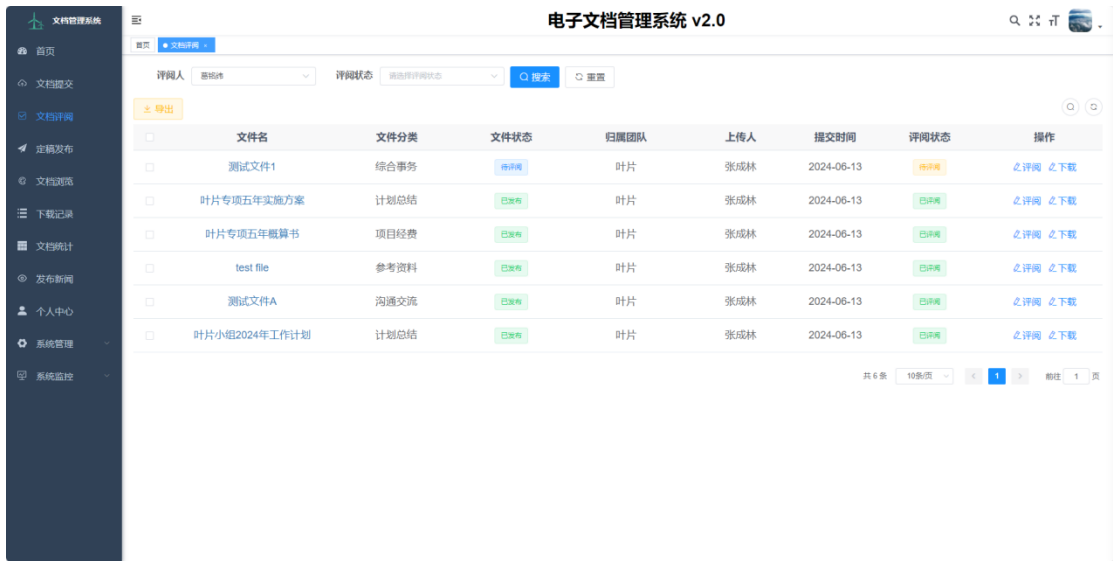 文档管理系统
电子文档管理系统 v2.0
首页
文档提交
文档评阅
定稿发布
文档浏览
下载记录
文档统计
发布新闻
个人中心
系统管理
系统监控
首页 文档评阅 ×
评阅人 葛铭纬 评阅状态 请选择评阅状态 搜索 重置
导出
文件名 文件分类 文件状态 归属团队 上传人 提交时间 评阅状态 操作
测试文件1 综合事务 待评阅 叶片 张成林 2024-06-13 待评阅 评阅 下载
叶片专项五年实施方案 计划总结 已发布 叶片 张成林 2024-06-13 已评阅 评阅 下载
叶片专项五年概算书 项目经费 已发布 叶片 张成林 2024-06-13 已评阅 评阅 下载
test file 参考资料 已发布 叶片 张成林 2024-06-13 已评阅 评阅 下载
测试文件A 沟通交流 已发布 叶片 张成林 2024-06-13 已评阅 评阅 下载
叶片小组2024年工作计划 计划总结 已发布 叶片 张成林 2024-06-13 已评阅 评阅 下载
共 6 条 10条/页 < 1 > 前往 1 页